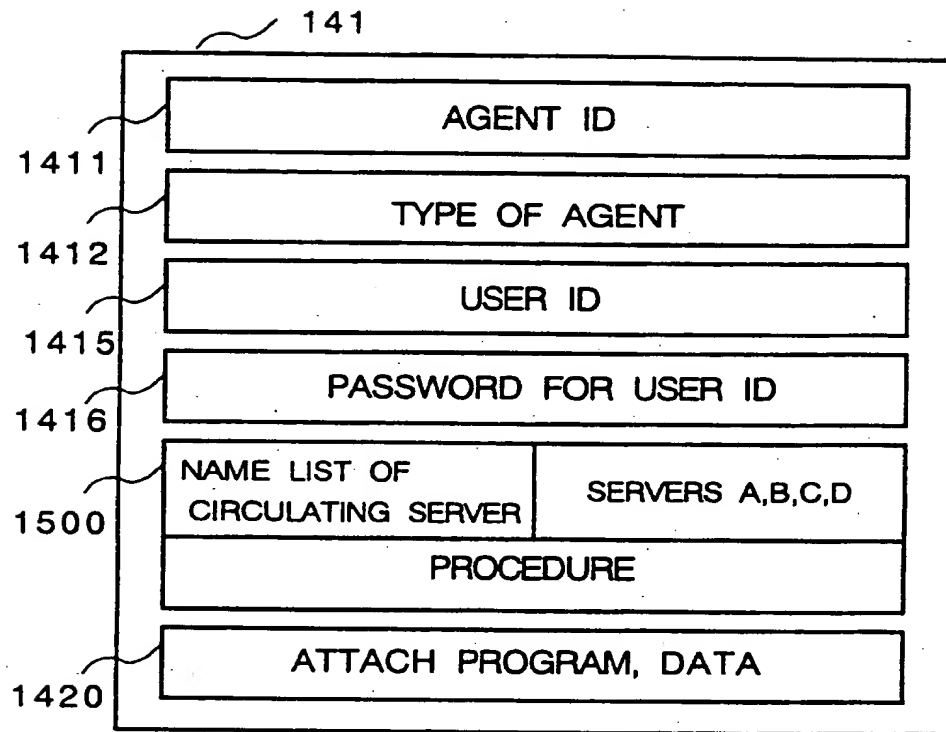 141
1411
AGENT ID
1412
TYPE OF AGENT
1415
USER ID
1416
PASSWORD FOR USER ID
1500
NAME LIST OF
CIRCULATING SERVER
SERVERS A,B,C,D
PROCEDURE
1420
ATTACH PROGRAM, DATA